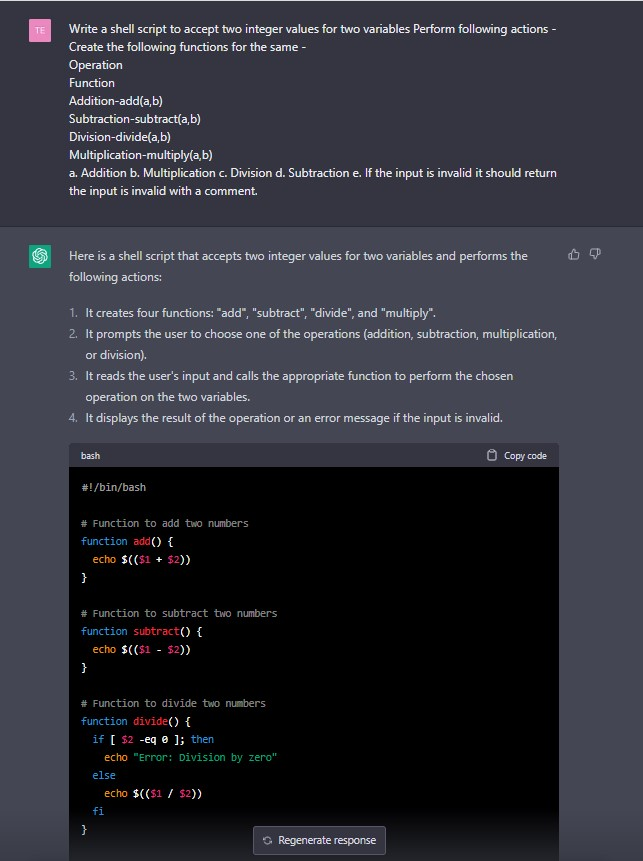 TE
Write a shell script to accept two integer values for two variables Perform following actions -
Create the following functions for the same -
Operation
Function
Addition-add(a,b)
Subtraction-subtract(a,b)
Division-divide(a,b)
Multiplication-multiply(a,b)
a. Addition b. Multiplication c. Division d. Subtraction e. If the input is invalid it should return
the input is invalid with a comment.
Here is a shell script that accepts two integer values for two variables and performs the
following actions:
1. It creates four functions: "add", "subtract", "divide", and "multiply".
2. It prompts the user to choose one of the operations (addition, subtraction, multiplication,
or division).
3. It reads the user's input and calls the appropriate function to perform the chosen
operation on the two variables.
4. It displays the result of the operation or an error message if the input is invalid.
bash Copy code
#!/bin/bash
# Function to add two numbers
function add() {
  echo $(($1 + $2))
}
# Function to subtract two numbers
function subtract() {
  echo $(($1 - $2))
}
# Function to divide two numbers
function divide() {
  if [ $2 -eq 0 ]; then
    echo "Error: Division by zero"
  else
    echo $(($1 / $2))
  fi
}
Regenerate response